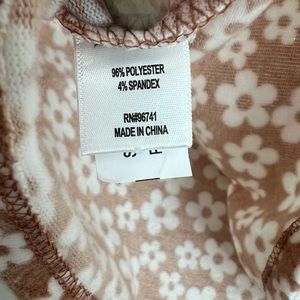 96% POLYESTER
4% SPANDEX
RN#96741
MADE IN CHINA